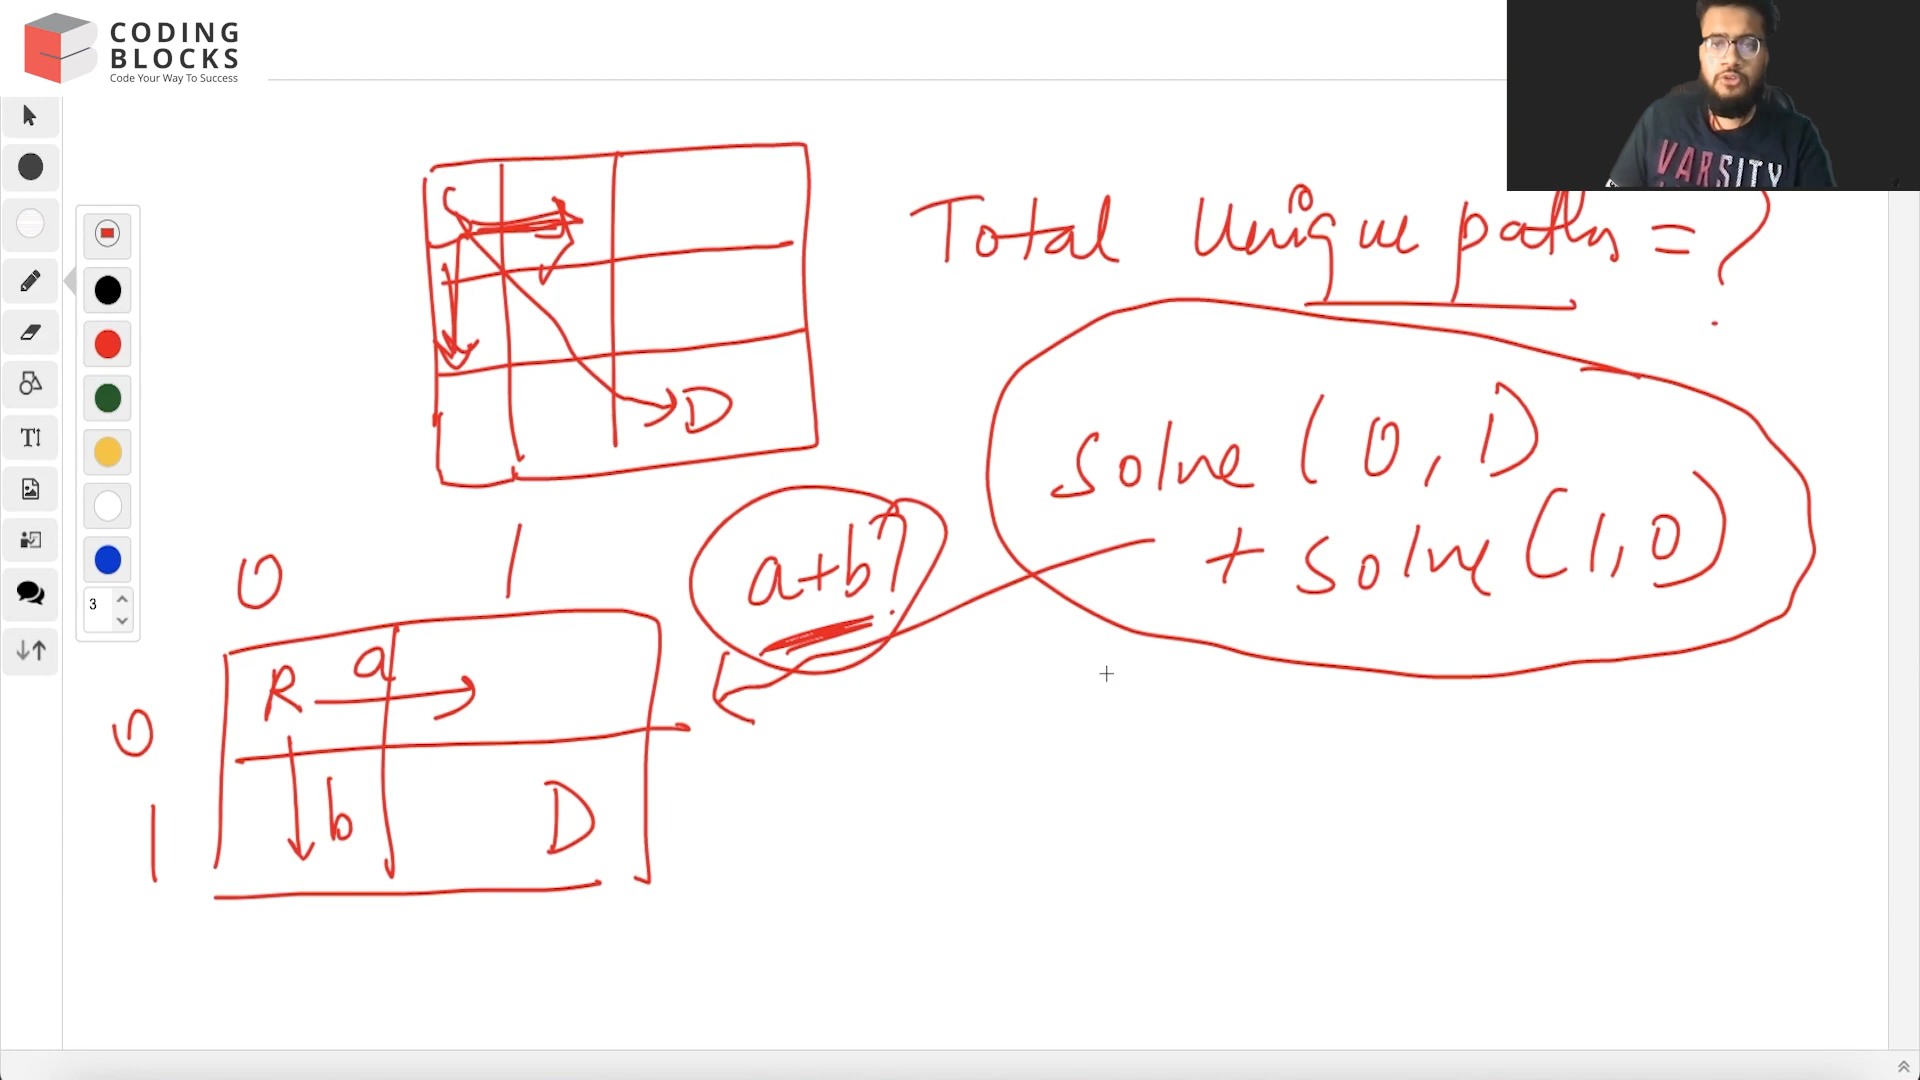 CODING
BLOCKS
Code Your Way To Success
VARSITY
Total Unique paths = ?
D
solve (0, 1)
+ solve (1,0)
a+b?
0 1
R a
0
b D
1
T
3